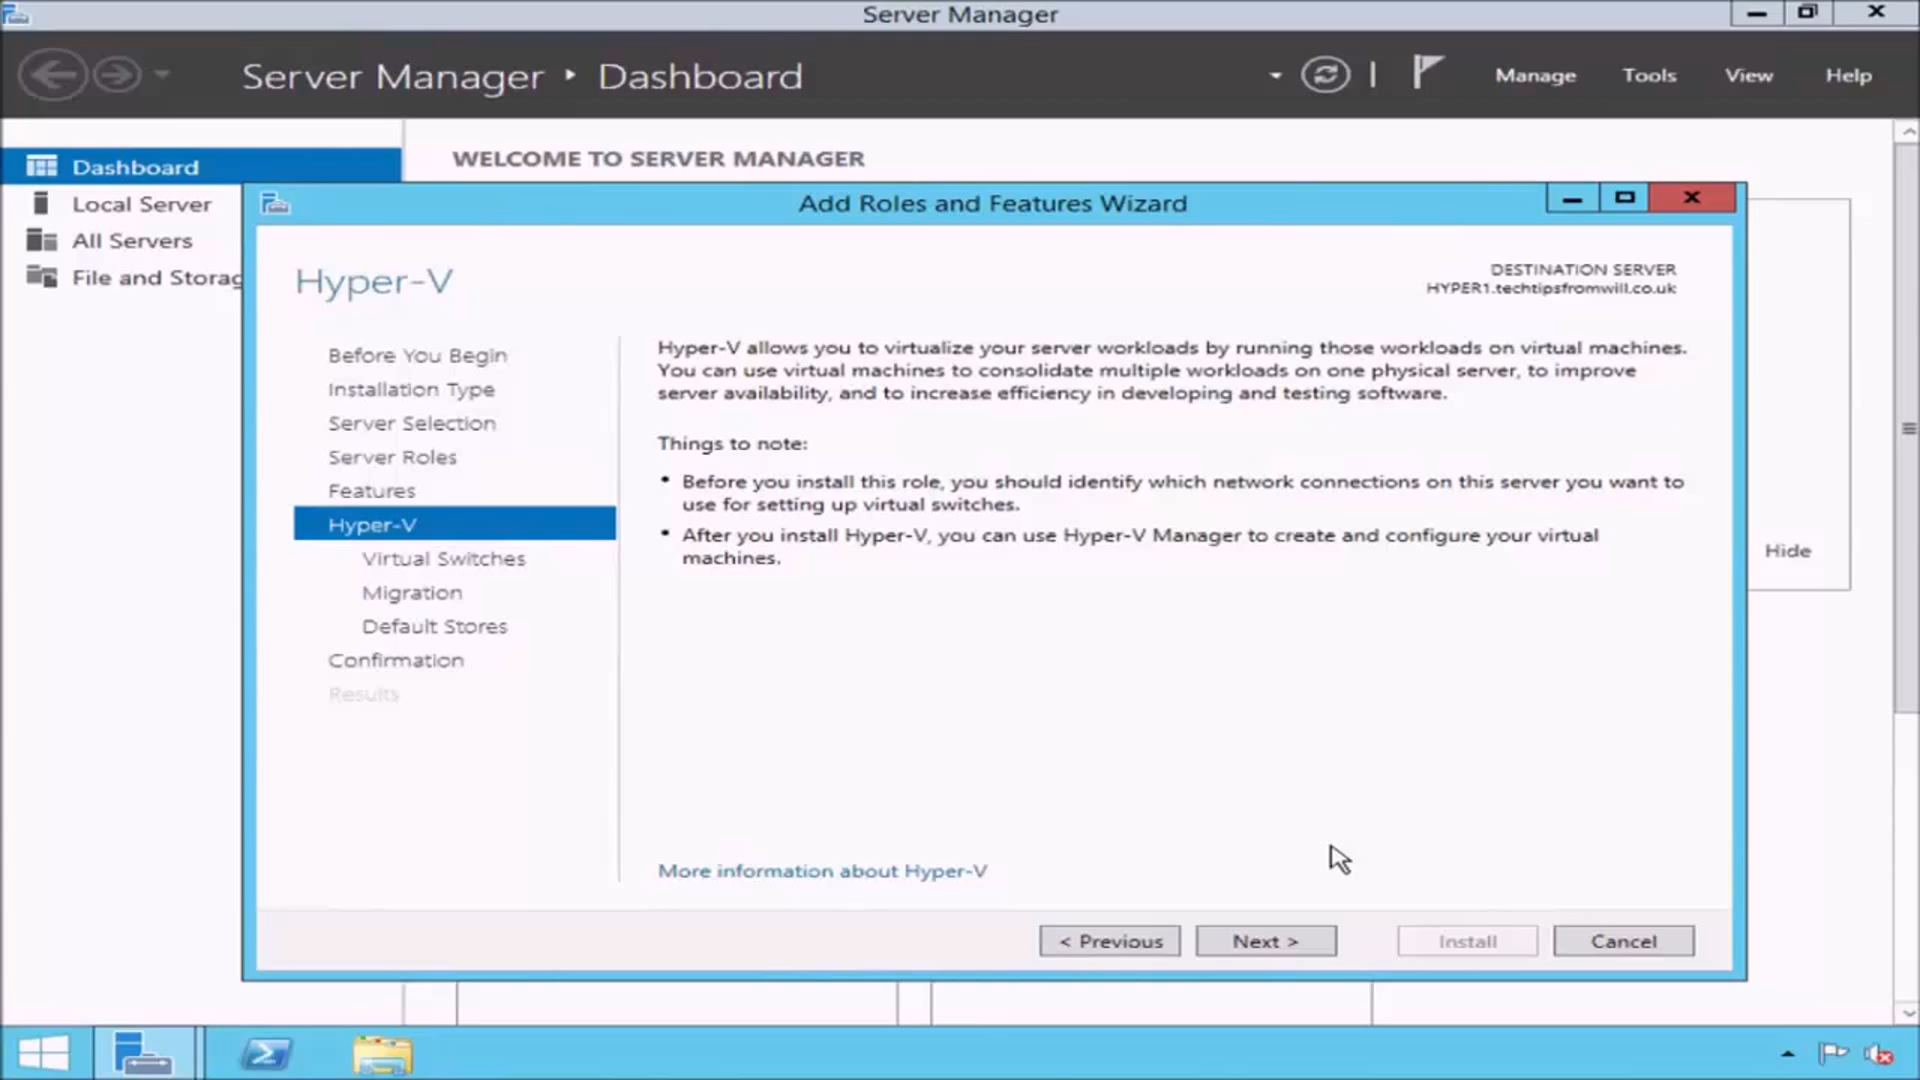 Server Manager
Server Manager ‣ Dashboard
Manage
Tools
View
Help
Dashboard
Local Server
All Servers
File and Storag
WELCOME TO SERVER MANAGER
Add Roles and Features Wizard
Hyper-V
DESTINATION SERVER
HYPER1.techtipsfromwill.co.uk
Before You Begin
Installation Type
Server Selection
Server Roles
Features
Hyper-V
Virtual Switches
Migration
Default Stores
Confirmation
Results
Hyper-V allows you to virtualize your server workloads by running those workloads on virtual machines.
You can use virtual machines to consolidate multiple workloads on one physical server, to improve
server availability, and to increase efficiency in developing and testing software.
Things to note:
• Before you install this role, you should identify which network connections on this server you want to
use for setting up virtual switches.
• After you install Hyper-V, you can use Hyper-V Manager to create and configure your virtual
machines.
More information about Hyper-V
Hide
< Previous
Next >
Install
Cancel